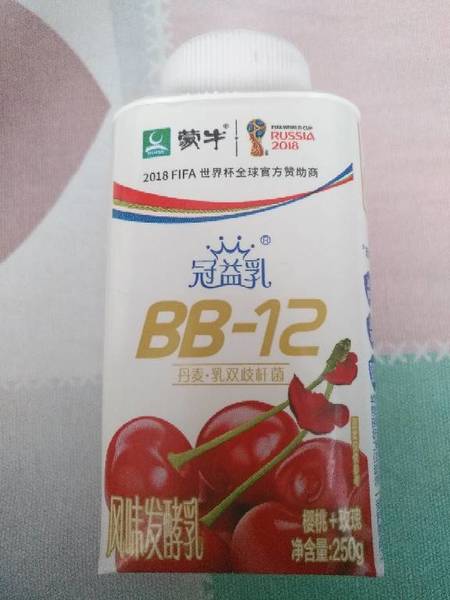 蒙牛®
FIFA WORLD CUP
RUSSIA
2018
2018 FIFA 世界杯全球官方赞助商
冠益乳®
BB-12
丹麦·乳双歧杆菌
风味发酵乳
樱桃+玫瑰
净含量:250g